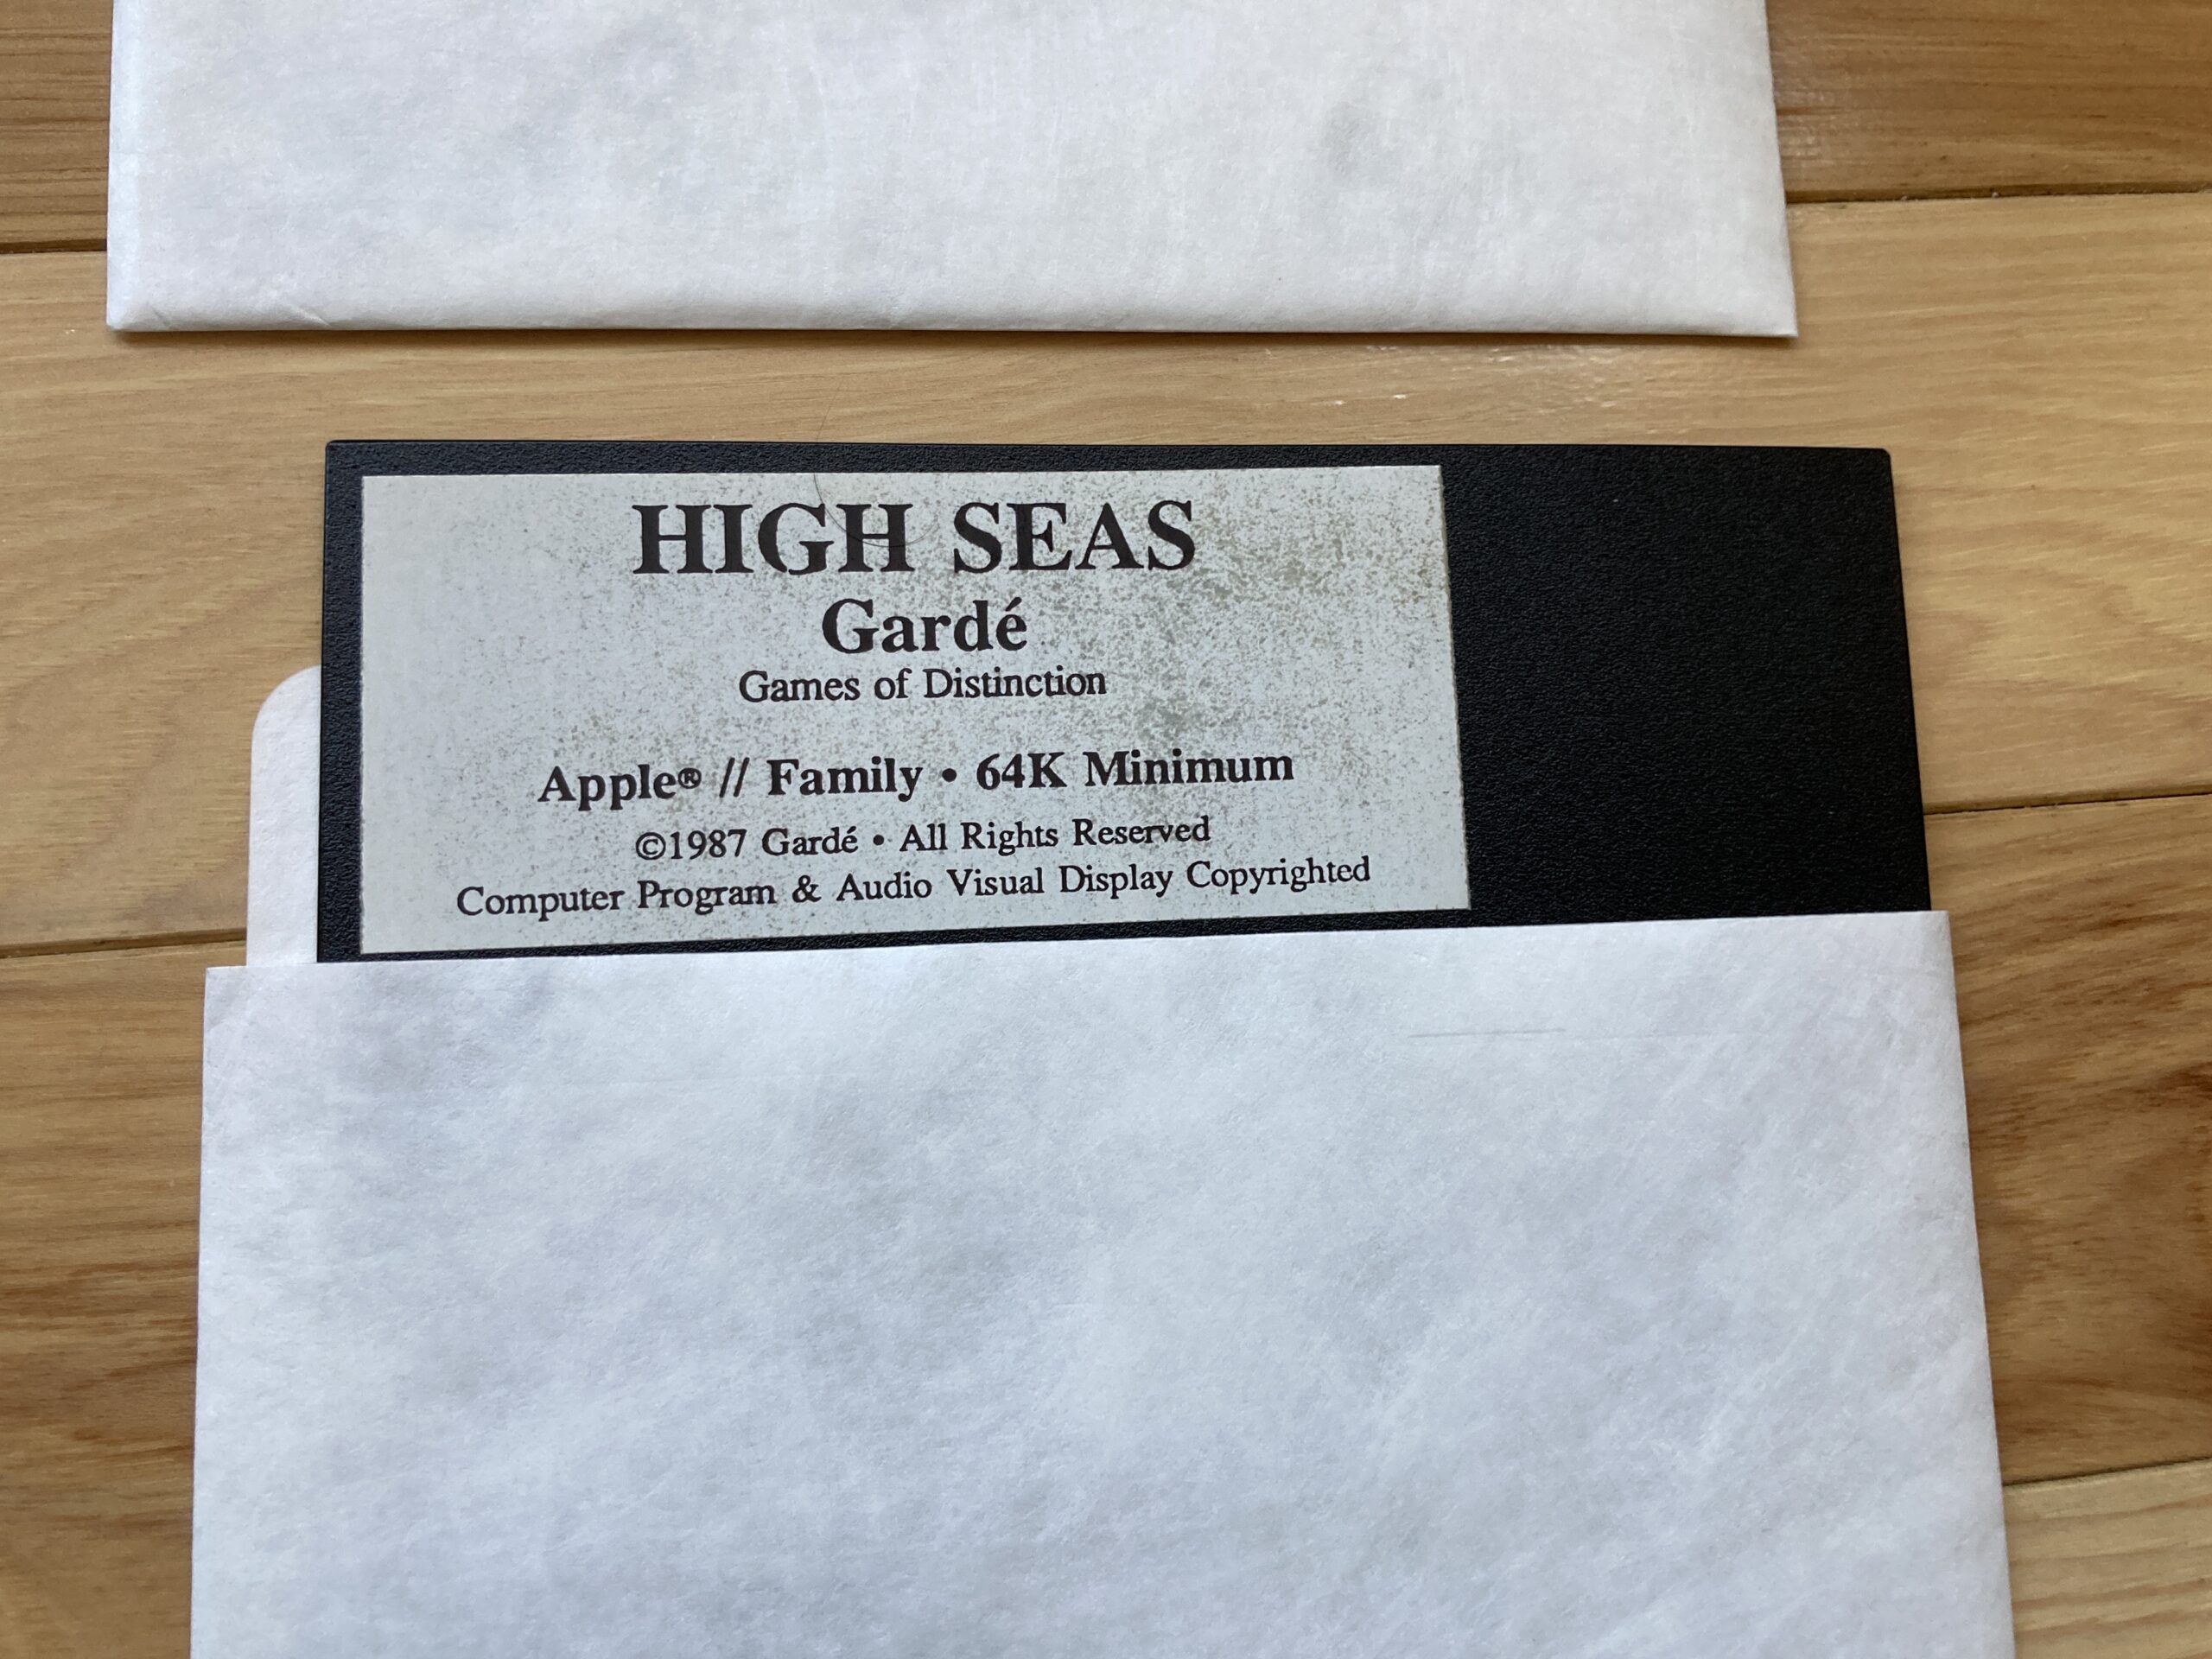 HIGH SEAS
Gardé
Games of Distinction
Apple® // Family • 64K Minimum
©1987 Gardé • All Rights Reserved
Computer Program & Audio Visual Display Copyrighted